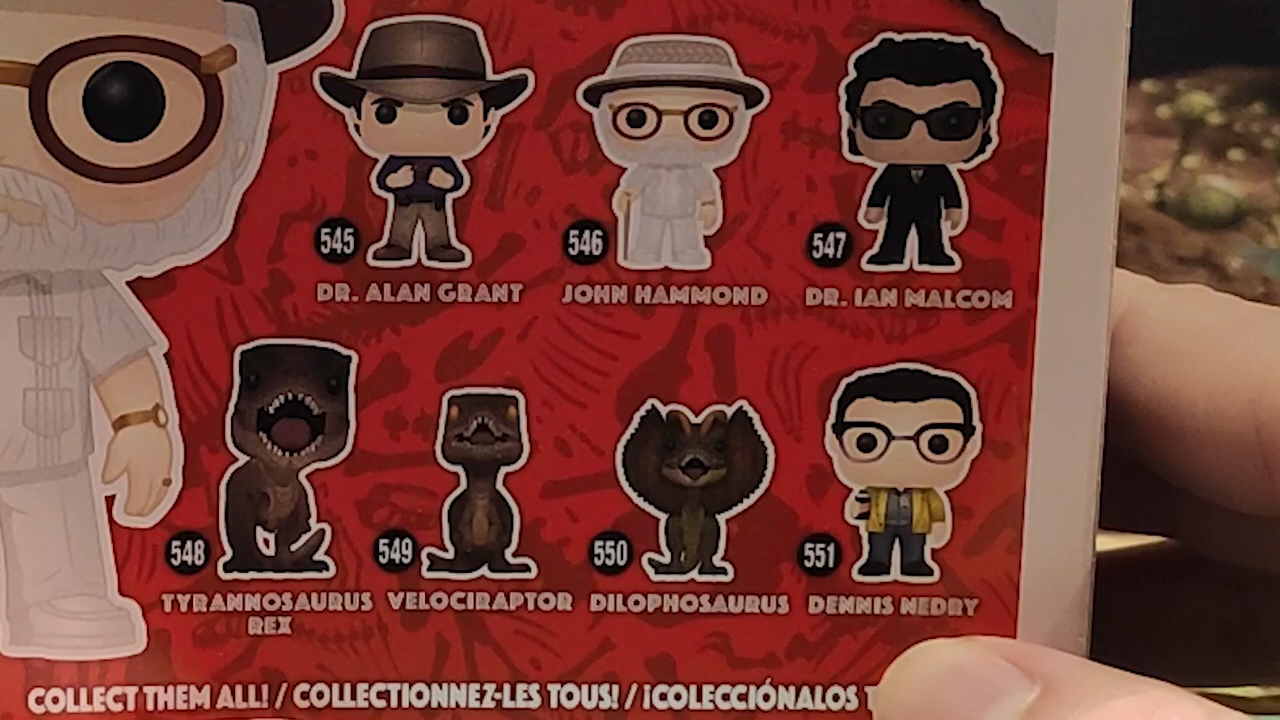 545
546
547
DR. ALAN GRANT
JOHN HAMMOND
DR. IAN MALCOM
548
549
550
551
TYRANNOSAURUS REX
VELOCIRAPTOR
DILOPHOSAURUS
DENNIS NEDRY
COLLECT THEM ALL! / COLLECTIONNEZ-LES TOUS! / ¡COLECCIÓNALOS